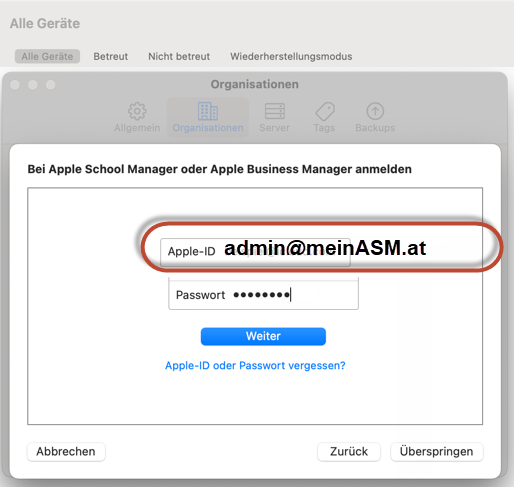 Alle Geräte
Alle Geräte Betreut Nicht betreut Wiederherstellungsmodus
Organisationen
Allgemein Organisationen Server Tags Backups
Bei Apple School Manager oder Apple Business Manager anmelden
Apple-ID admin@meinASM.at
Passwort ●●●●●●●●
Weiter
Apple-ID oder Passwort vergessen?
Abbrechen Zurück Überspringen